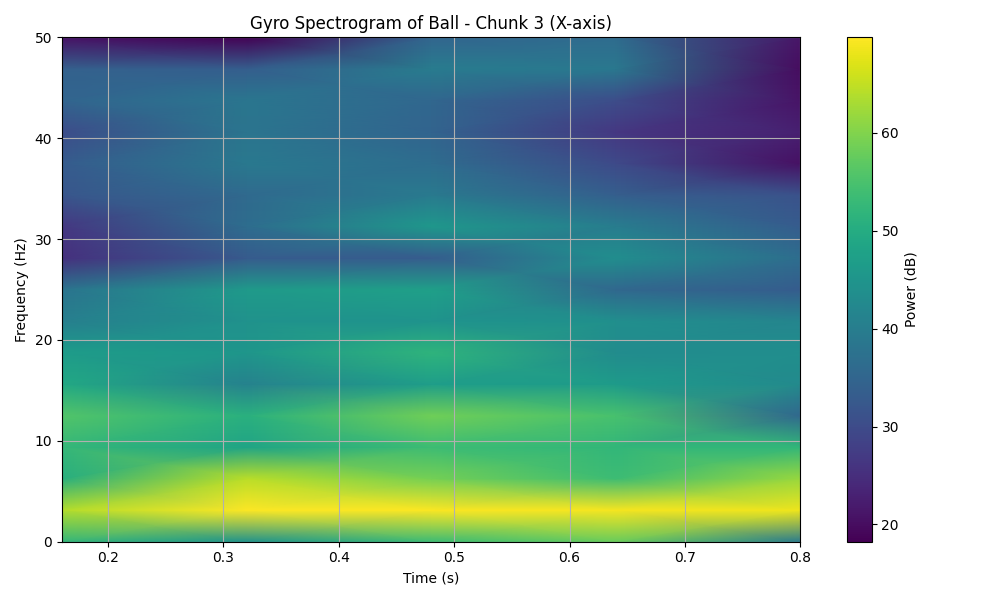 Gyro Spectrogram of Ball - Chunk 3 (X-axis)
50
40
30
20
10
0
Frequency (Hz)
0.2 0.3 0.4 0.5 0.6 0.7 0.8
Time (s)
60
50
40
30
20
Power (dB)